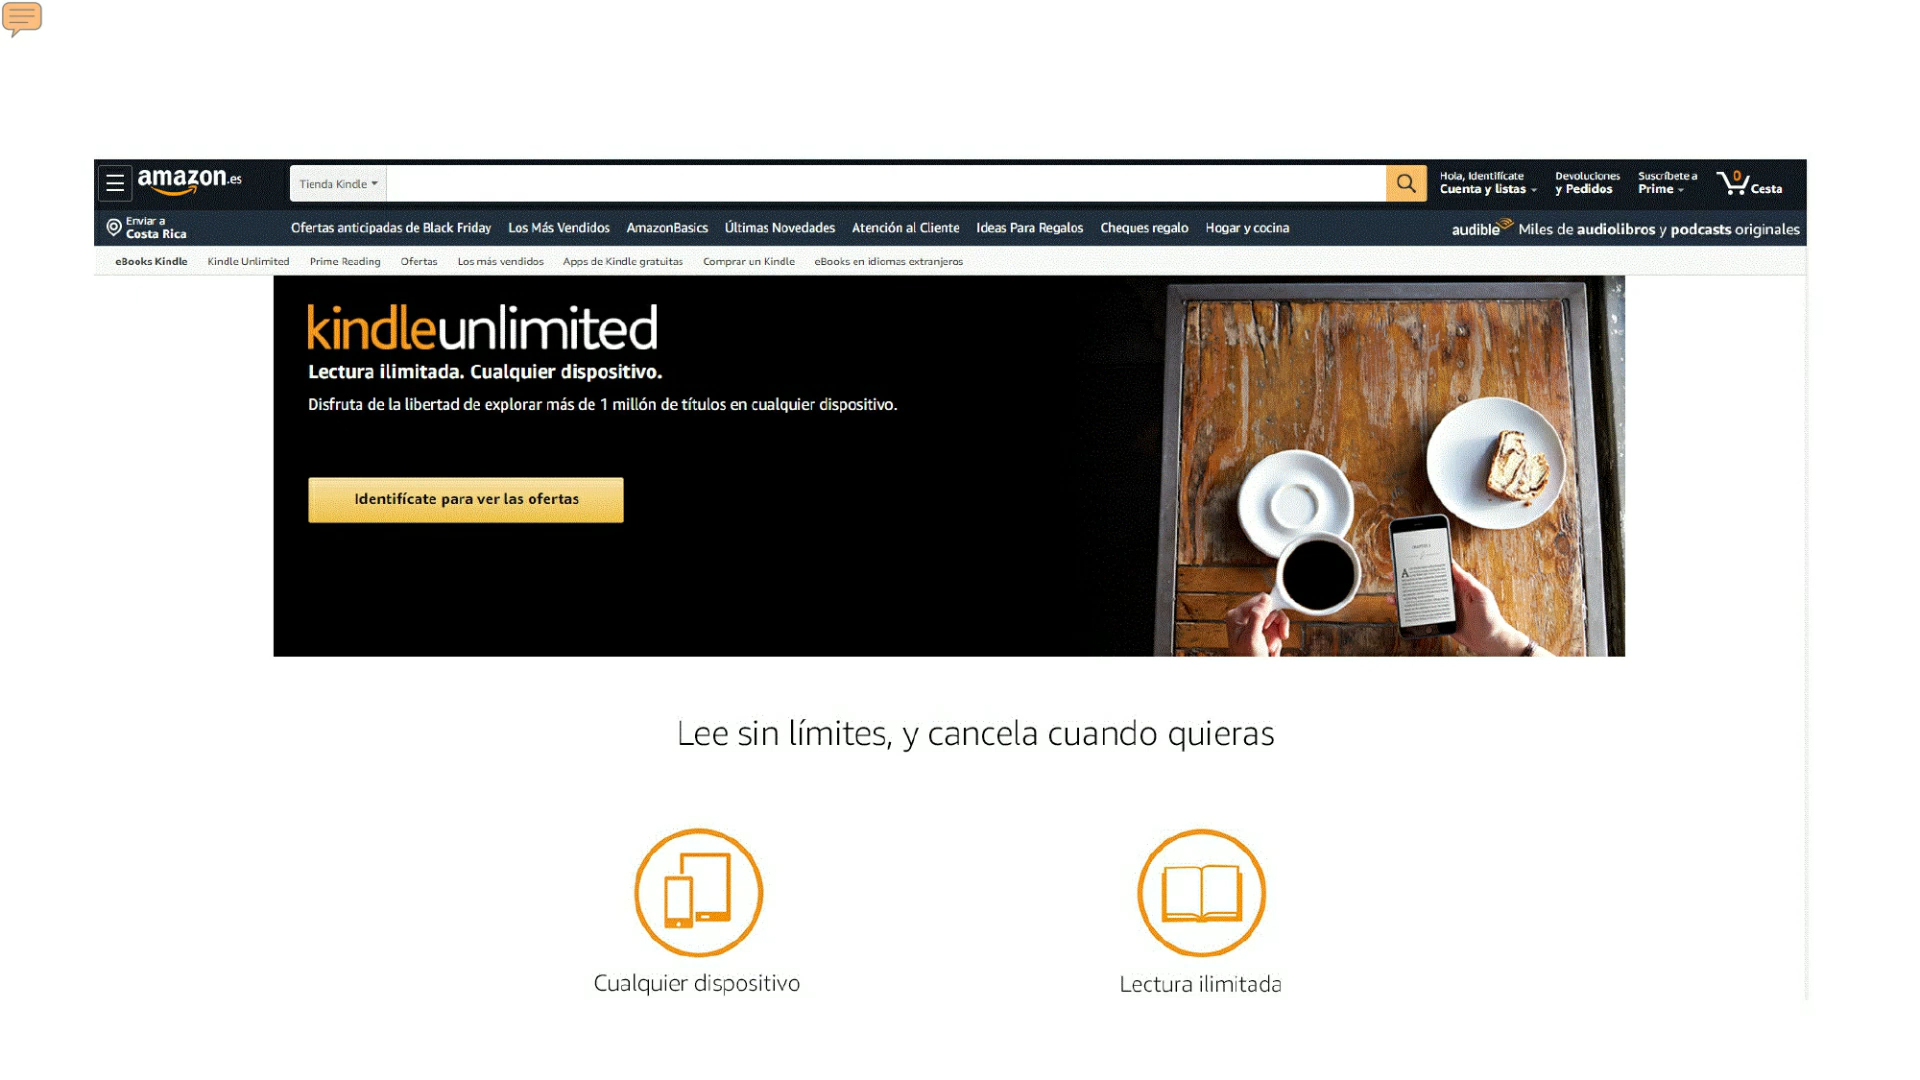 amazon.es
Tienda Kindle
Hola, Identifícate
Cuenta y listas
Devoluciones
y Pedidos
Suscríbete a
Prime
0
Cesta
Enviar a
Costa Rica
Ofertas anticipadas de Black Friday Los Más Vendidos AmazonBasics Últimas Novedades Atención al Cliente Ideas Para Regalos Cheques regalo Hogar y cocina
audible Miles de audiolibros y podcasts originales
eBooks Kindle Kindle Unlimited Prime Reading Ofertas Los más vendidos Apps de Kindle gratuitas Comprar un Kindle eBooks en idiomas extranjeros
kindleunlimited
Lectura ilimitada. Cualquier dispositivo.
Disfruta de la libertad de explorar más de 1 millón de títulos en cualquier dispositivo.
Identifícate para ver las ofertas
Lee sin límites, y cancela cuando quieras
Cualquier dispositivo
Lectura ilimitada